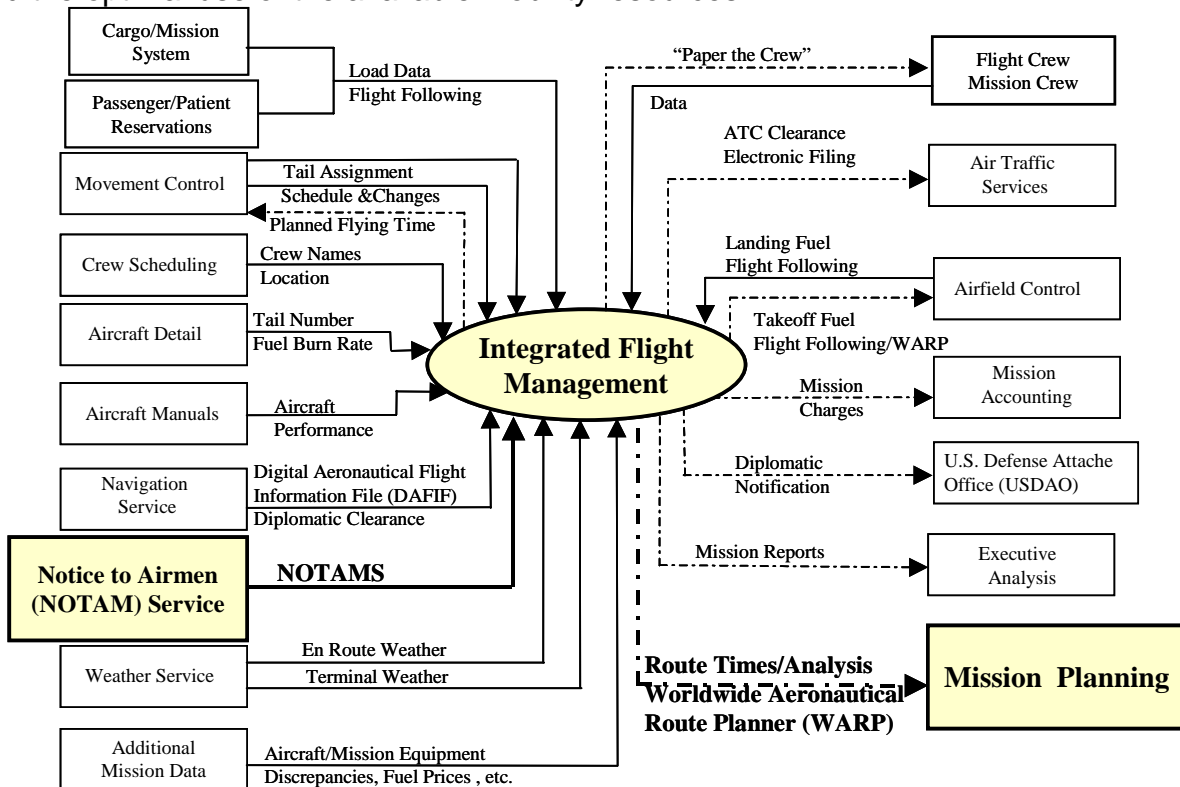 Cargo/Mission
System
Passenger/Patient
Reservations
Load Data
Flight Following
Movement Control
Tail Assignment
Schedule &Changes
Planned Flying Time
Crew Scheduling
Crew Names
Location
Aircraft Detail
Tail Number
Fuel Burn Rate
Aircraft Manuals
Aircraft
Performance
Navigation
Service
Digital Aeronautical Flight
Information File (DAFIF)
Diplomatic Clearance
Notice to Airmen
(NOTAM) Service
NOTAMS
Weather Service
En Route Weather
Terminal Weather
Additional
Mission Data
Aircraft/Mission Equipment
Discrepancies, Fuel Prices , etc.
Integrated Flight
Management
“Paper the Crew”
Data
Flight Crew
Mission Crew
ATC Clearance
Electronic Filing
Air Traffic
Services
Landing Fuel
Flight Following
Airfield Control
Takeoff Fuel
Flight Following/WARP
Mission
Charges
Mission
Accounting
Diplomatic
Notification
U.S. Defense Attache
Office (USDAO)
Mission Reports
Executive
Analysis
Route Times/Analysis
Worldwide Aeronautical
Route Planner (WARP)
Mission Planning